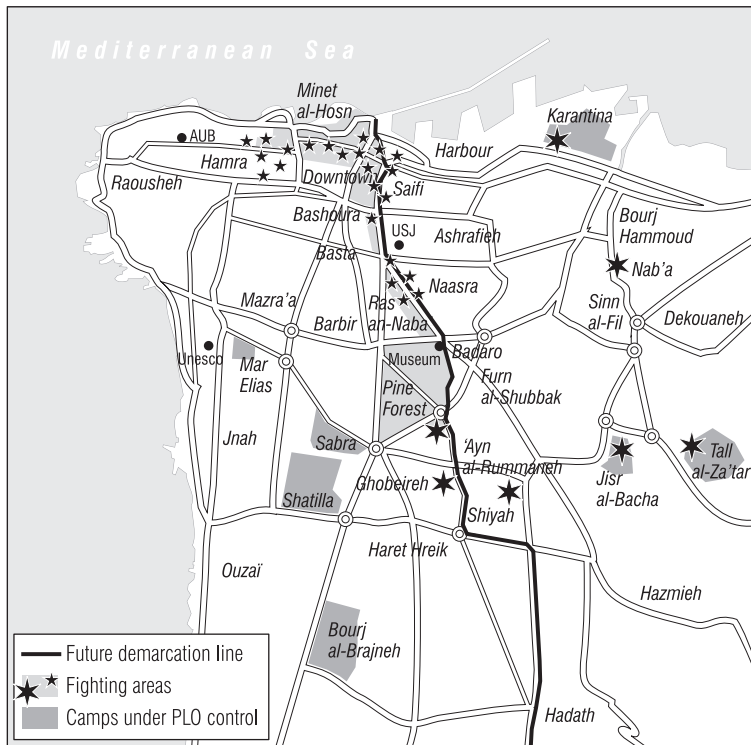 Mediterranean Sea
Minet
al-Hosn
Karantina
AUB
Harbour
Hamra
Raousheh
Downtown
Saifi
Bourj
Hammoud
Bashoura
USJ
Ashrafieh
Basta
Nab'a
Naasra
Mazra'a
Ras
an-Naba
Sinn
al-Fil
Dekouaneh
Barbir
Unesco
Museum
Badaro
Mar
Elias
Furn
al-Shubbak
Pine
Forest
Jnah
Sabra
'Ayn
al-Rummaneh
Tall
al-Za'tar
Ghobeireh
Jisr
al-Bacha
Shatilla
Shiyah
Haret Hreik
Ouzaï
Hazmieh
Bourj
al-Brajneh
Hadath
Future demarcation line
Fighting areas
Camps under PLO control